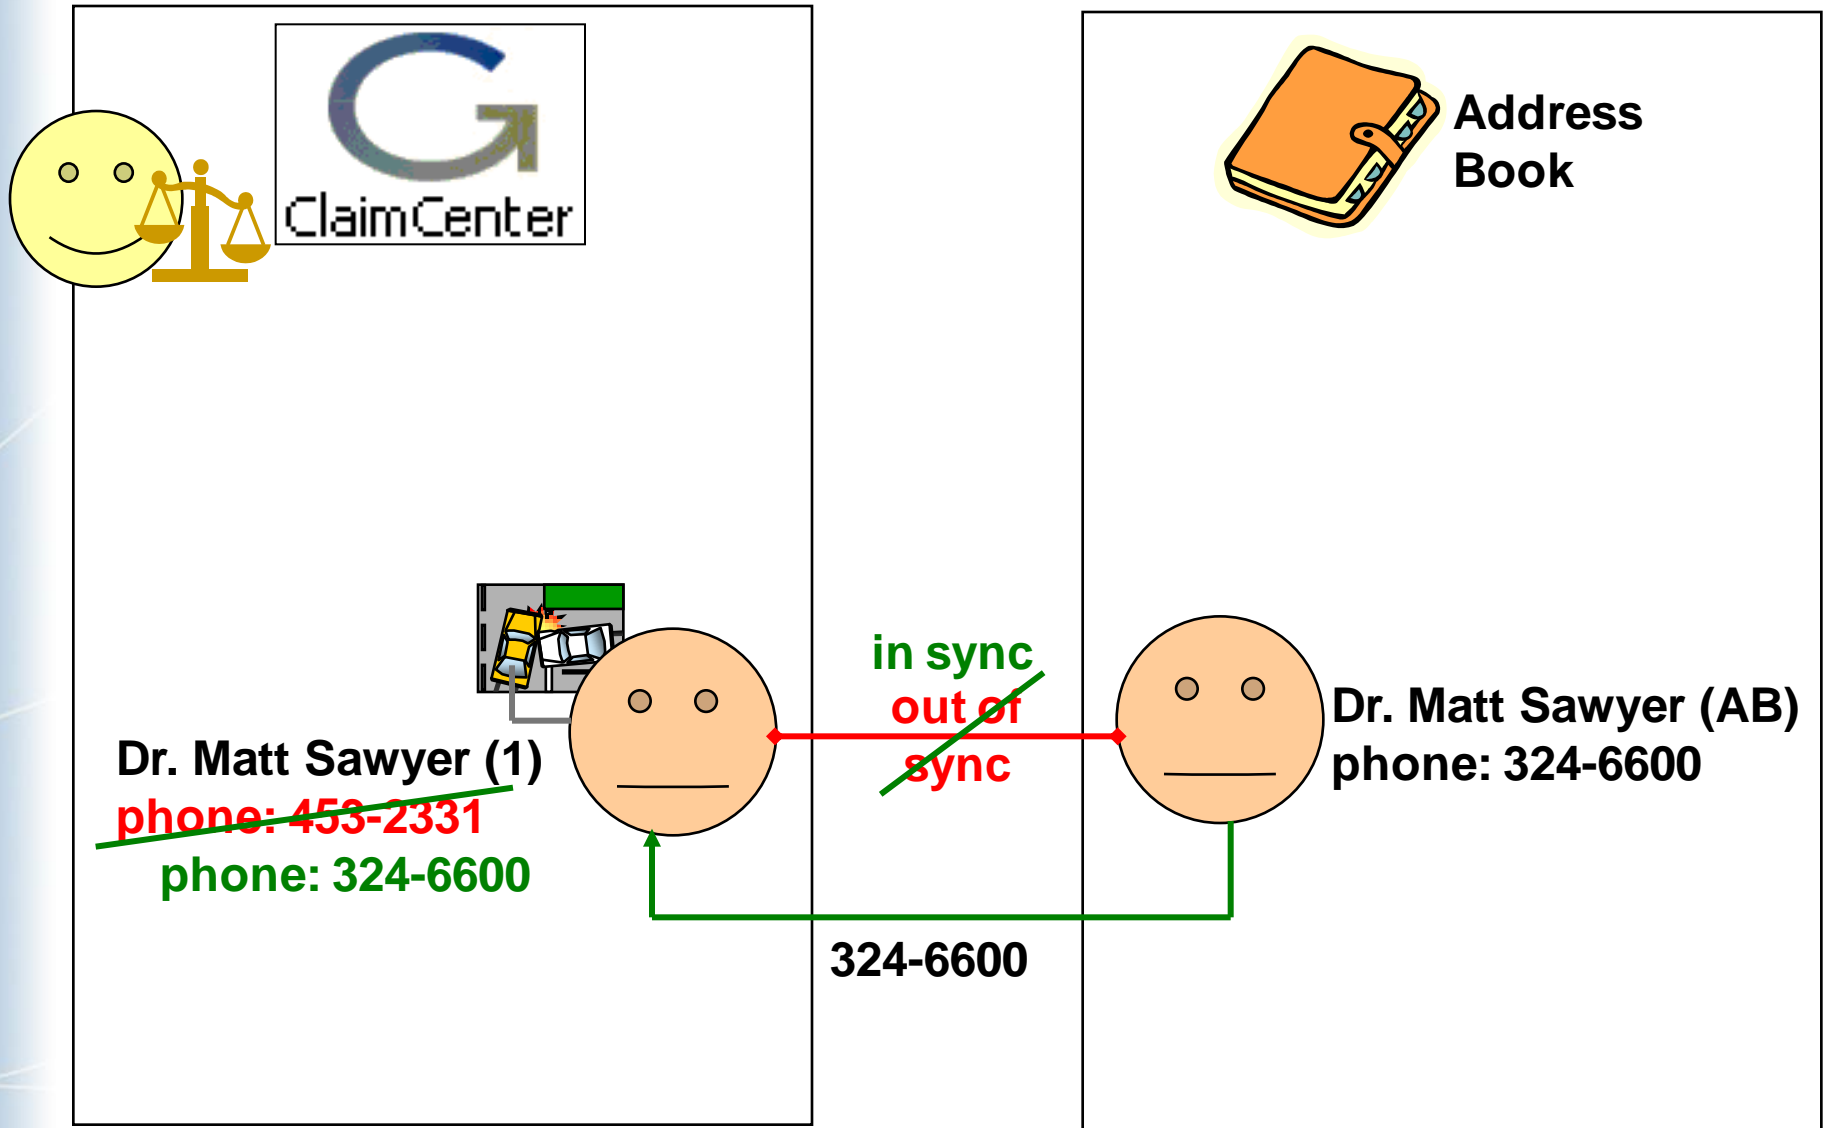 ClaimCenter
Address
Book
in sync
out of
sync
Dr. Matt Sawyer (1)
phone: 453-2331
phone: 324-6600
Dr. Matt Sawyer (AB)
phone: 324-6600
324-6600